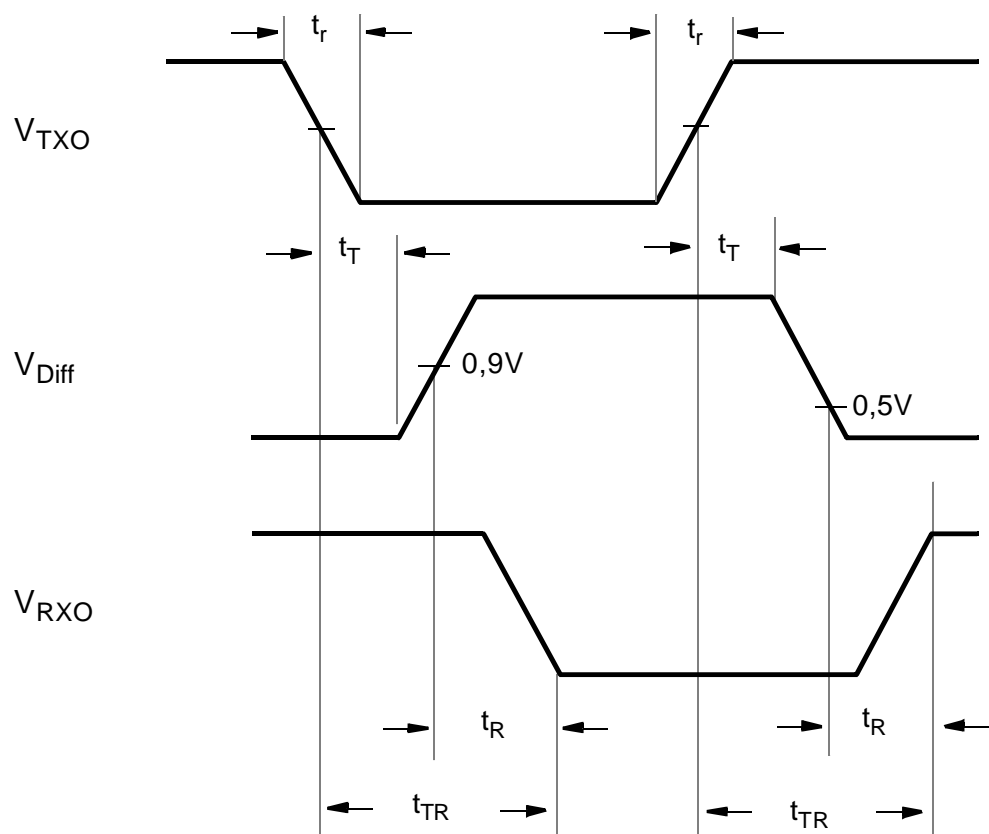 t_r t_r
V_TXO
t_T t_T
V_Diff
0,9V
0,5V
V_RXO
t_R t_R
t_TR t_TR